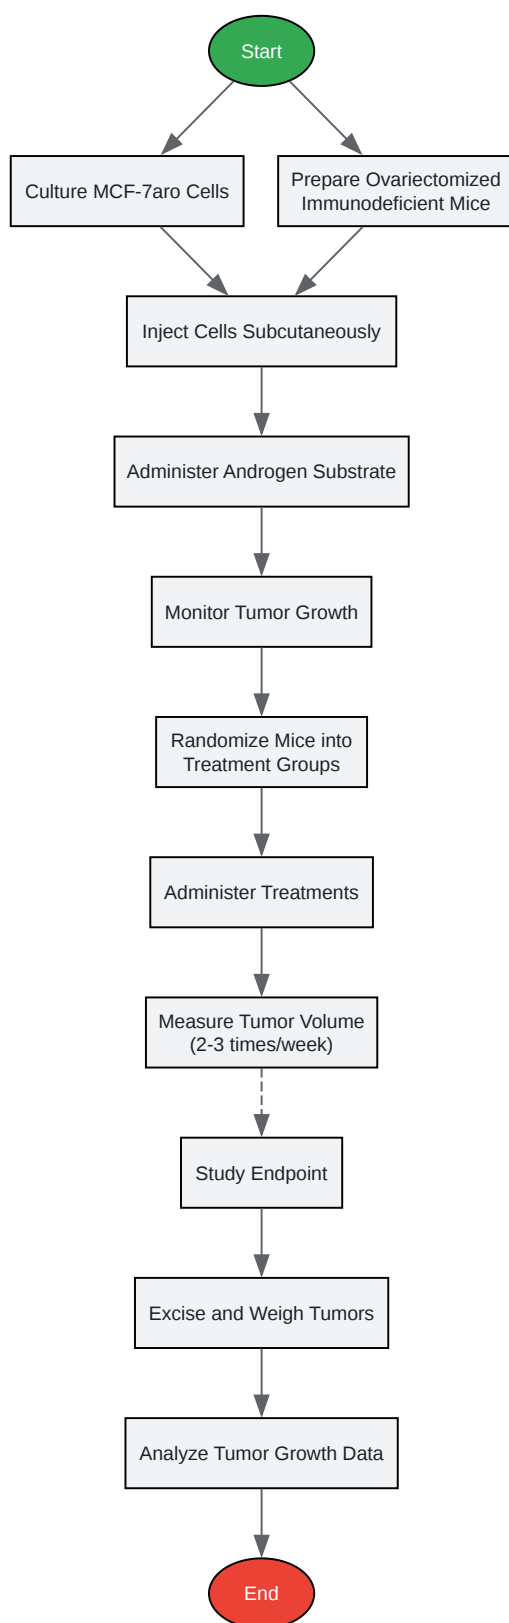 Start
Culture MCF-7aro Cells
Prepare Ovariectomized
Immunodeficient Mice
Inject Cells Subcutaneously
Administer Androgen Substrate
Monitor Tumor Growth
Randomize Mice into
Treatment Groups
Administer Treatments
Measure Tumor Volume
(2-3 times/week)
Study Endpoint
Excise and Weigh Tumors
Analyze Tumor Growth Data
End